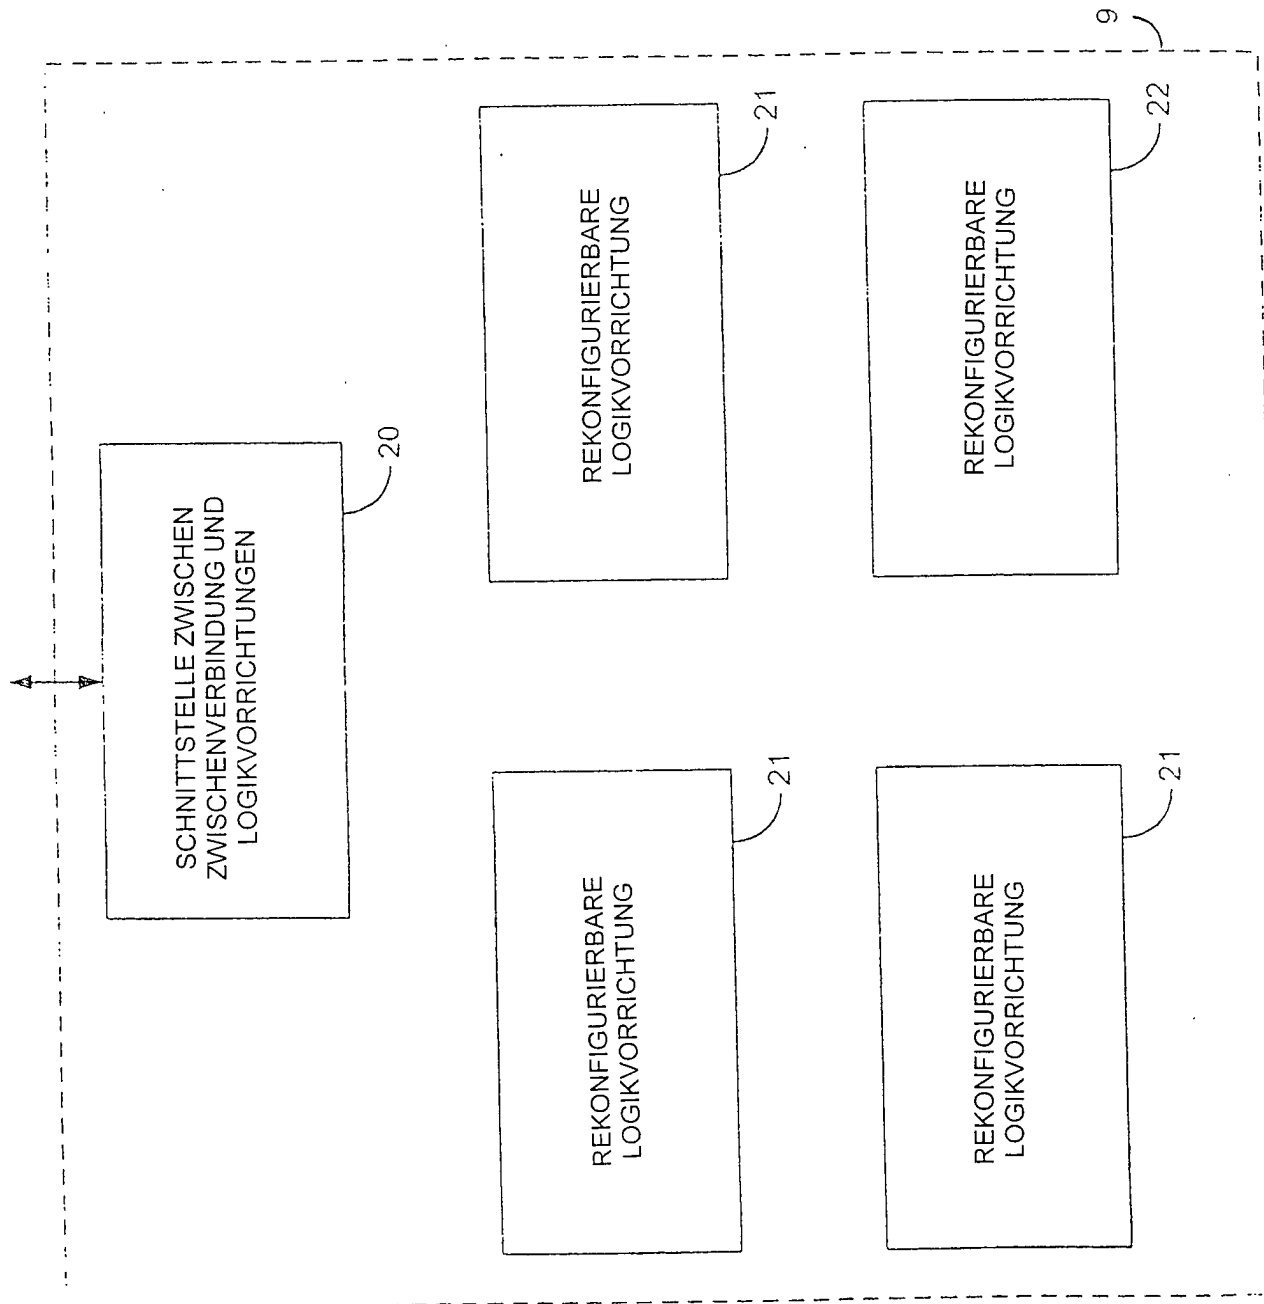 9
SCHNITTSTELLE ZWISCHEN
ZWISCHENVERBINDUNG UND
LOGIKVORRICHTUNGEN
20
REKONFIGURIERBARE
LOGIKVORRICHTUNG
21
REKONFIGURIERBARE
LOGIKVORRICHTUNG
21
REKONFIGURIERBARE
LOGIKVORRICHTUNG
21
REKONFIGURIERBARE
LOGIKVORRICHTUNG
22